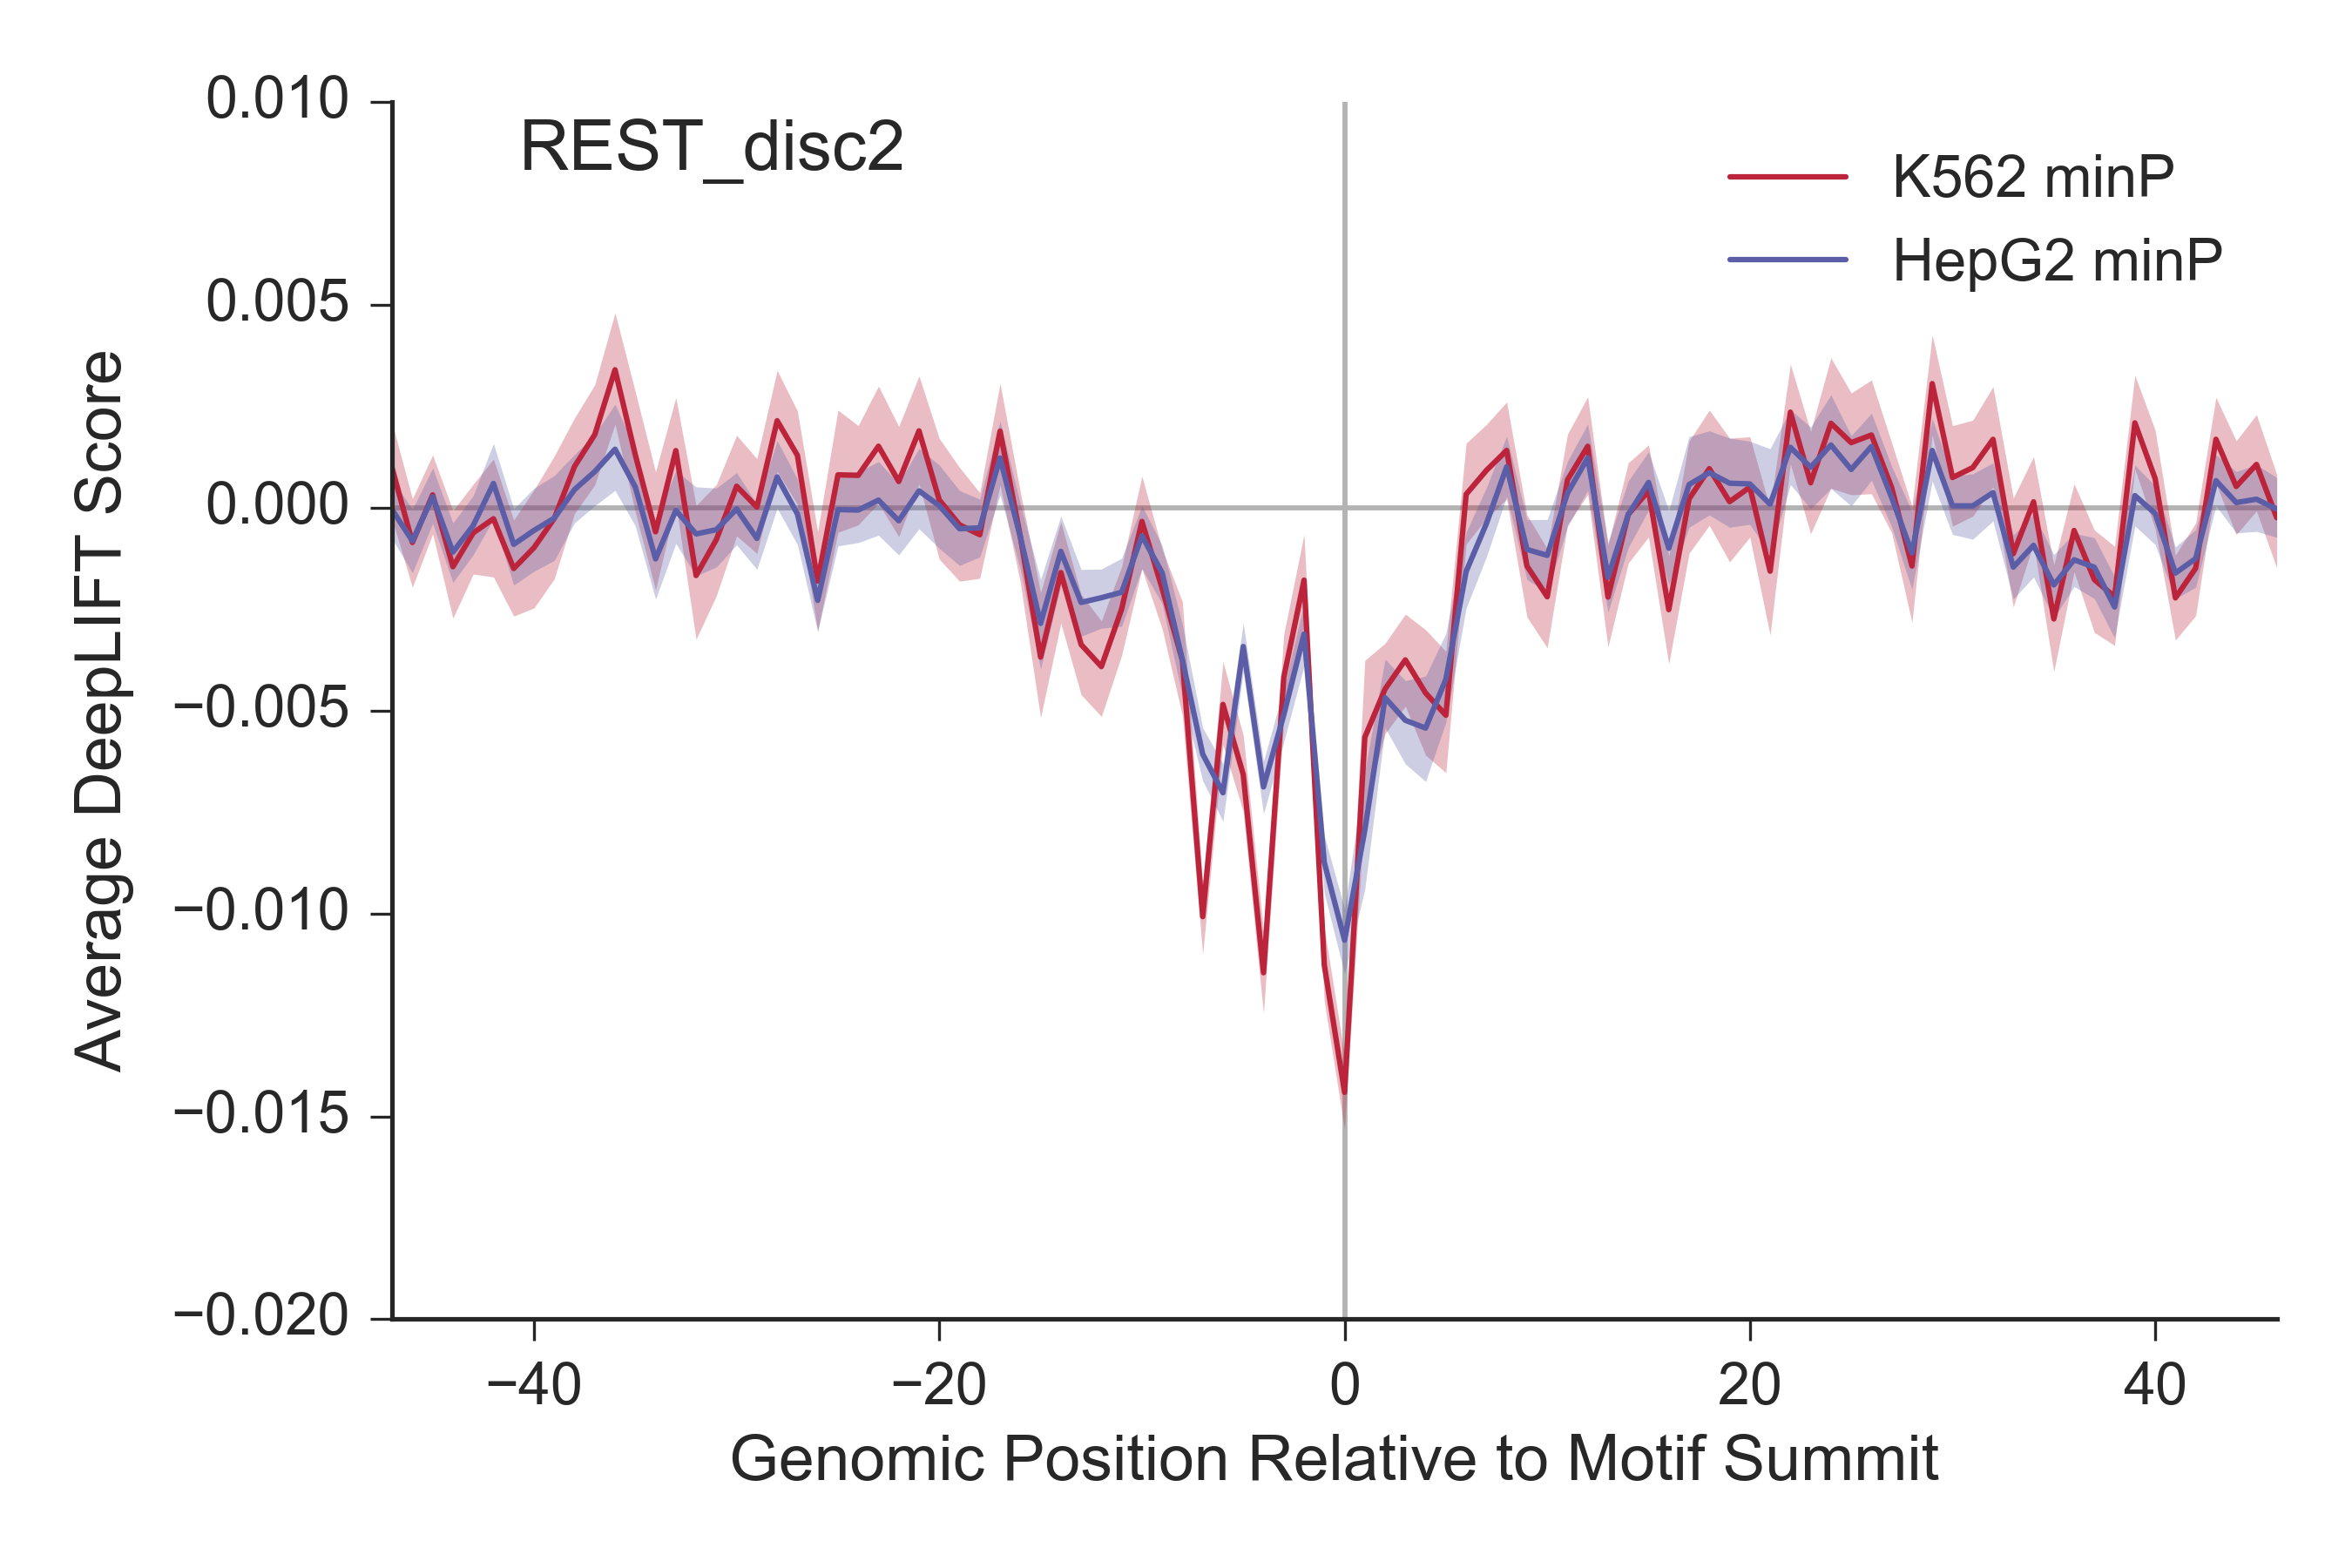 REST_disc2
K562 minP
HepG2 minP
0.010
0.005
0.000
−0.005
−0.010
−0.015
−0.020
Average DeepLIFT Score
−40 −20 0 20 40
Genomic Position Relative to Motif Summit